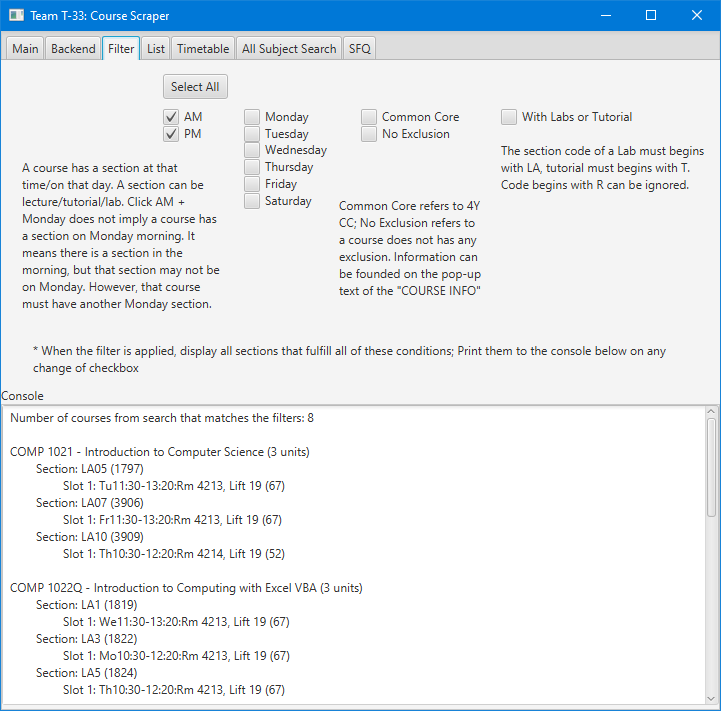 Team T-33: Course Scraper
Main Backend Filter List Timetable All Subject Search SFQ
Select All
AM
PM
Monday
Tuesday
Wednesday
Thursday
Friday
Saturday
Common Core
No Exclusion
With Labs or Tutorial
A course has a section at that
time/on that day. A section can be
lecture/tutorial/lab. Click AM +
Monday does not imply a course has
a section on Monday morning. It
means there is a section in the
morning, but that section may not be
on Monday. However, that course
must have another Monday section.
Common Core refers to 4Y
CC; No Exclusion refers to
a course does not has any
exclusion. Information can
be founded on the pop-up
text of the "COURSE INFO"
The section code of a Lab must begins
with LA, tutorial must begins with T.
Code begins with R can be ignored.
* When the filter is applied, display all sections that fulfill all of these conditions; Print them to the console below on any
change of checkbox
Console
Number of courses from search that matches the filters: 8
COMP 1021 - Introduction to Computer Science (3 units)
Section: LA05 (1797)
Slot 1: Tu11:30-13:20:Rm 4213, Lift 19 (67)
Section: LA07 (3906)
Slot 1: Fr11:30-13:20:Rm 4213, Lift 19 (67)
Section: LA10 (3909)
Slot 1: Th10:30-12:20:Rm 4214, Lift 19 (52)
COMP 1022Q - Introduction to Computing with Excel VBA (3 units)
Section: LA1 (1819)
Slot 1: We11:30-13:20:Rm 4213, Lift 19 (67)
Section: LA3 (1822)
Slot 1: Mo10:30-12:20:Rm 4213, Lift 19 (67)
Section: LA5 (1824)
Slot 1: Th10:30-12:20:Rm 4213, Lift 19 (67)